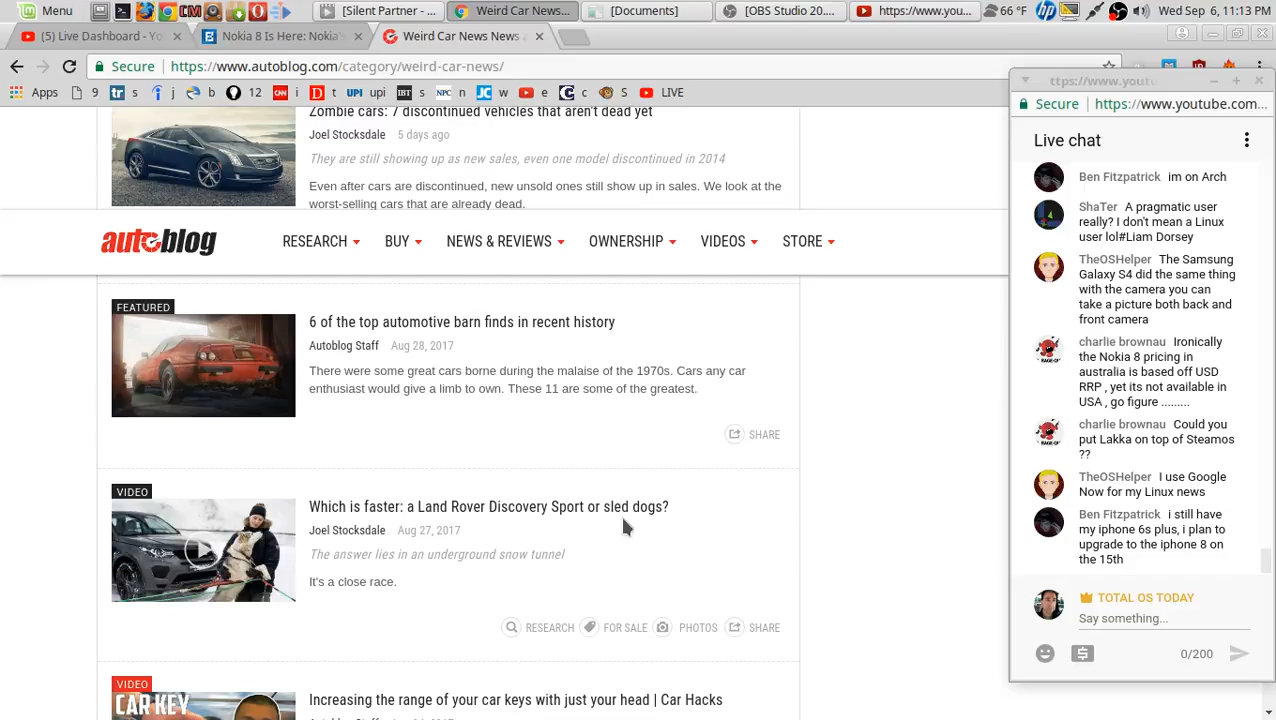 Menu
[Silent Partner - ...
Weird Car News...
[Documents]
[OBS Studio 20...
https://www.you...
66 °F
Wed Sep 6, 11:13 PM
(5) Live Dashboard - Yo
Nokia 8 Is Here: Nokia's
Weird Car News News a
Secure
https://www.autoblog.com/category/weird-car-news/
Apps
9
tr s
i j
b
12
CNN i
D t
UPI upi
IBT s
NPC n
JC w
e
C c
S
LIVE
Zombie cars: 7 discontinued vehicles that aren't dead yet
Joel Stocksdale 5 days ago
They are still showing up as new sales, even one model discontinued in 2014
Even after cars are discontinued, new unsold ones still show up in sales. We look at the
worst-selling cars that are already dead.
autoblog
RESEARCH
BUY
NEWS & REVIEWS
OWNERSHIP
VIDEOS
STORE
FEATURED
6 of the top automotive barn finds in recent history
Autoblog Staff Aug 28, 2017
There were some great cars borne during the malaise of the 1970s. Cars any car
enthusiast would give a limb to own. These 11 are some of the greatest.
SHARE
VIDEO
Which is faster: a Land Rover Discovery Sport or sled dogs?
Joel Stocksdale Aug 27, 2017
The answer lies in an underground snow tunnel
It's a close race.
RESEARCH
FOR SALE
PHOTOS
SHARE
VIDEO
CAR KEY
Increasing the range of your car keys with just your head | Car Hacks
ttps://www.yout
Secure
https://www.youtube.com...
Live chat
Ben Fitzpatrick im on Arch
ShaTer A pragmatic user
really? I don't mean a Linux
user lol#Liam Dorsey
TheOSHelper The Samsung
Galaxy S4 did the same thing
with the camera you can
take a picture both back and
front camera
charlie brownau Ironically
the Nokia 8 pricing in
australia is based off USD
RRP , yet its not available in
USA , go figure .........
charlie brownau Could you
put Lakka on top of Steamos
??
TheOSHelper I use Google
Now for my Linux news
Ben Fitzpatrick i still have
my iphone 6s plus, i plan to
upgrade to the iphone 8 on
the 15th
TOTAL OS TODAY
Say something...
0/200